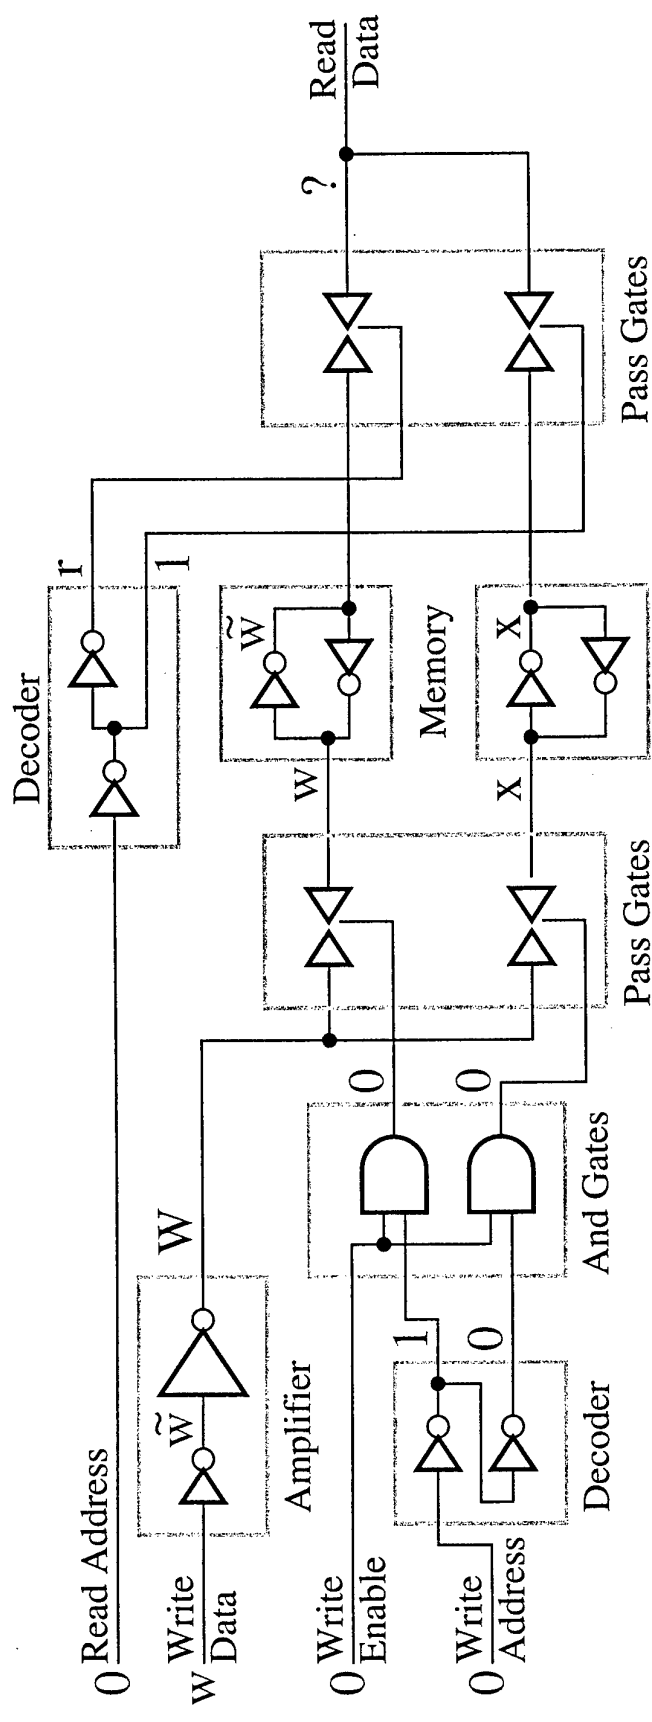 Decoder
r
0 Read Address
1
w Write
Data
w̃
W
Amplifier
w̃
w
?
Read
Data
0 Write
Enable
0
1
Memory
0
0
0 Write
Address
x
x
Decoder
And Gates
Pass Gates
Pass Gates